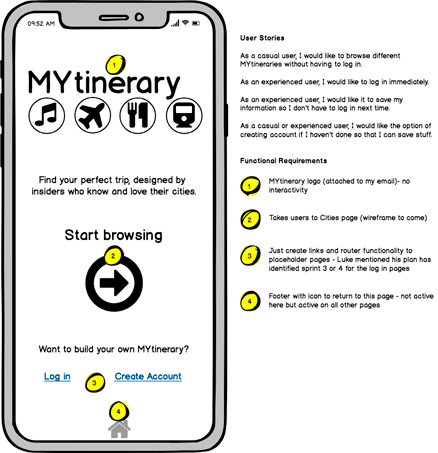 09:52 AM
1
MYtinerary
Find your perfect trip, designed by
insiders who know and love their cities.
Start browsing
2
Want to build your own MYtinerary?
Log in
3
Create Account
4
User Stories
As a casual user, I would like to browse different
MYtineraries without having to log in.
As an experienced user, I would like to log in immediately.
As an experienced user, I would like it to save my
information so I don't have to log in next time.
As a casual or experienced user, I would like the option of
creating account if I haven't done so that I can save stuff.
Functional Requirements
1
MYtinerary logo (attached to my email)- no
interactivity
2
Takes users to Cities page (wireframe to come)
3
Just create links and router functionality to
placeholder pages - Luke mentioned his plan has
identified sprint 3 or 4 for the log in pages
4
Footer with icon to return to this page - not active
here but active on all other pages